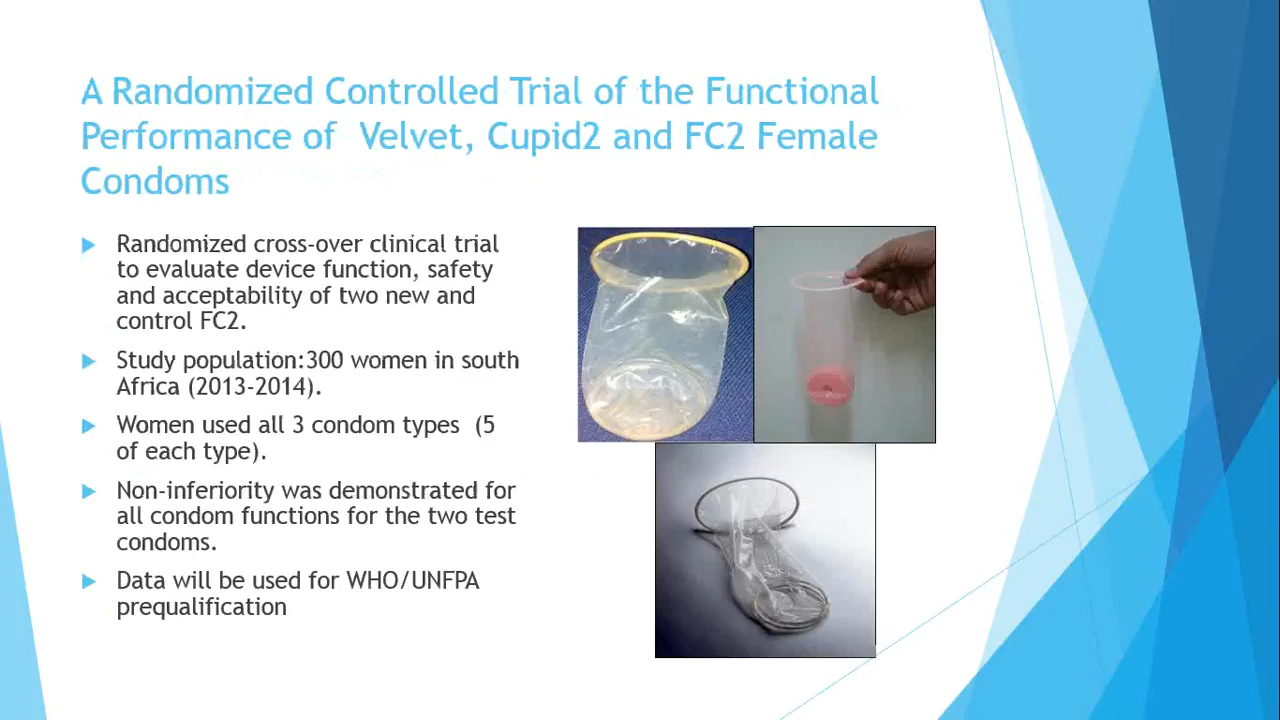 A Randomized Controlled Trial of the Functional
Performance of  Velvet, Cupid2 and FC2 Female
Condoms
Randomized cross-over clinical trial
to evaluate device function, safety
and acceptability of two new and
control FC2.
Study population:300 women in south
Africa (2013-2014).
Women used all 3 condom types  (5
of each type).
Non-inferiority was demonstrated for
all condom functions for the two test
condoms.
Data will be used for WHO/UNFPA
prequalification